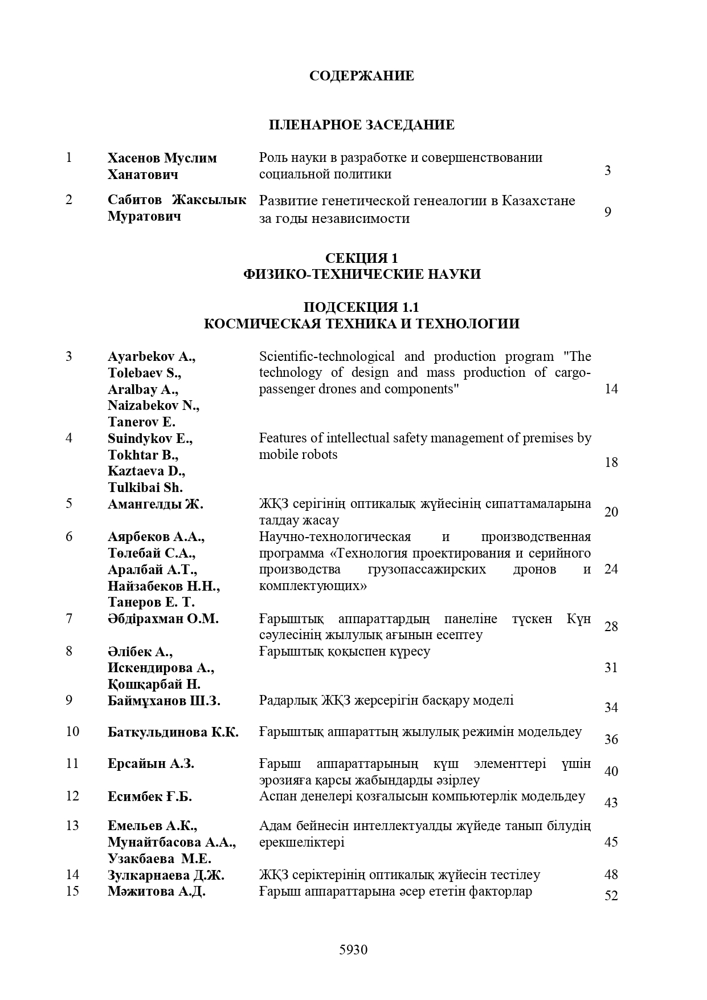 СОДЕРЖАНИЕ
ПЛЕНАРНОЕ ЗАСЕДАНИЕ
1 Хасенов Муслим Роль науки в разработке и совершенствовании
Ханатович социальной политики 3
2 Сабитов Жаксылык Развитие генетической генеалогии в Казахстане
Муратович за годы независимости 9
СЕКЦИЯ 1
ФИЗИКО-ТЕХНИЧЕСКИЕ НАУКИ
ПОДСЕКЦИЯ 1.1
КОСМИЧЕСКАЯ ТЕХНИКА И ТЕХНОЛОГИИ
3 Ayarbekov A., Scientific-technological and production program "The
Tolebaev S., technology of design and mass production of cargo-
Aralbay A., passenger drones and components" 14
Naizabekov N.,
Tanerov E.
4 Suindykov E., Features of intellectual safety management of premises by
Tokhtar B., mobile robots
Kaztaeva D., 18
Tulkibai Sh.
5 Амангелды Ж. ЖҚЗ серігінің оптикалық жүйесінің сипаттамаларына
талдау жасау 20
6 Аярбеков А.А., Научно-технологическая и производственная
Төлебай С.А., программа «Технология проектирования и серийного
Аралбай А.Т., производства грузопассажирских дронов и 24
Найзабеков Н.Н., комплектующих»
Танеров Е. Т.
7 Әбдірахман О.М. Ғарыштық аппараттардың панеліне түскен Күн
сәулесінің жылулық ағынын есептеу 28
8 Әлібек А., Ғарыштық қоқыспен күресу
Искендирова А., 31
Қошқарбай Н.
9 Баймұханов Ш.З. Радарлық ЖҚЗ жерсерігін басқару моделі 34
10 Баткульдинова К.К. Ғарыштық аппараттың жылулық режимін модельдеу 36
11 Ерсайын А.З. Ғарыш аппараттарының күш элементтері үшін
эрозияға қарсы жабындарды әзірлеу 40
12 Есимбек Ғ.Б. Аспан денелері қозғалысын компьютерлік модельдеу 43
13 Емельев А.К., Адам бейнесін интеллектуалды жүйеде танып білудің
Мунайтбасова А.А., ерекшеліктері 45
Узакбаева М.Е.
14 Зулкарнаева Д.Ж. ЖҚЗ серіктерінің оптикалық жүйесін тестілеу 48
15 Мәжитова А.Д. Ғарыш аппараттарына әсер ететін факторлар 52
5930